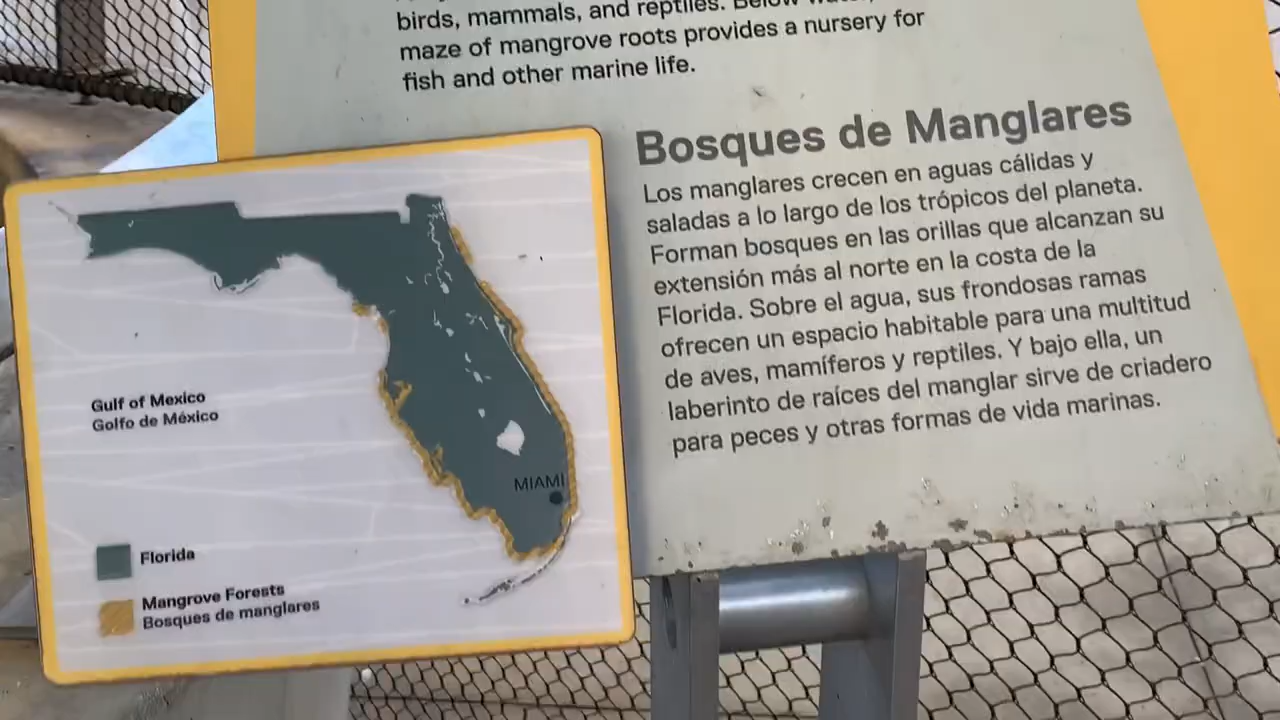 birds, mammals, and reptiles. Below
maze of mangrove roots provides a nursery for
fish and other marine life.
Bosques de Manglares
Los manglares crecen en aguas cálidas y
saladas a lo largo de los trópicos del planeta.
Forman bosques en las orillas que alcanzan su
extensión más al norte en la costa de la
Florida. Sobre el agua, sus frondosas ramas
ofrecen un espacio habitable para una multitud
de aves, mamíferos y reptiles. Y bajo ella, un
laberinto de raíces del manglar sirve de criadero
para peces y otras formas de vida marinas.
Gulf of Mexico
Golfo de México
MIAMI
Florida
Mangrove Forests
Bosques de manglares